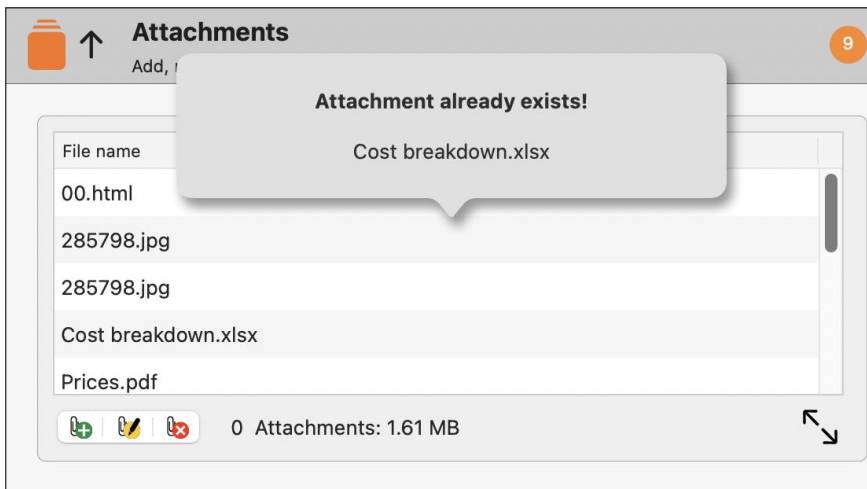 Attachments
9
Add,
Attachment already exists!
Cost breakdown.xlsx
File name
00.html
285798.jpg
285798.jpg
Cost breakdown.xlsx
Prices.pdf
0 Attachments: 1.61 MB